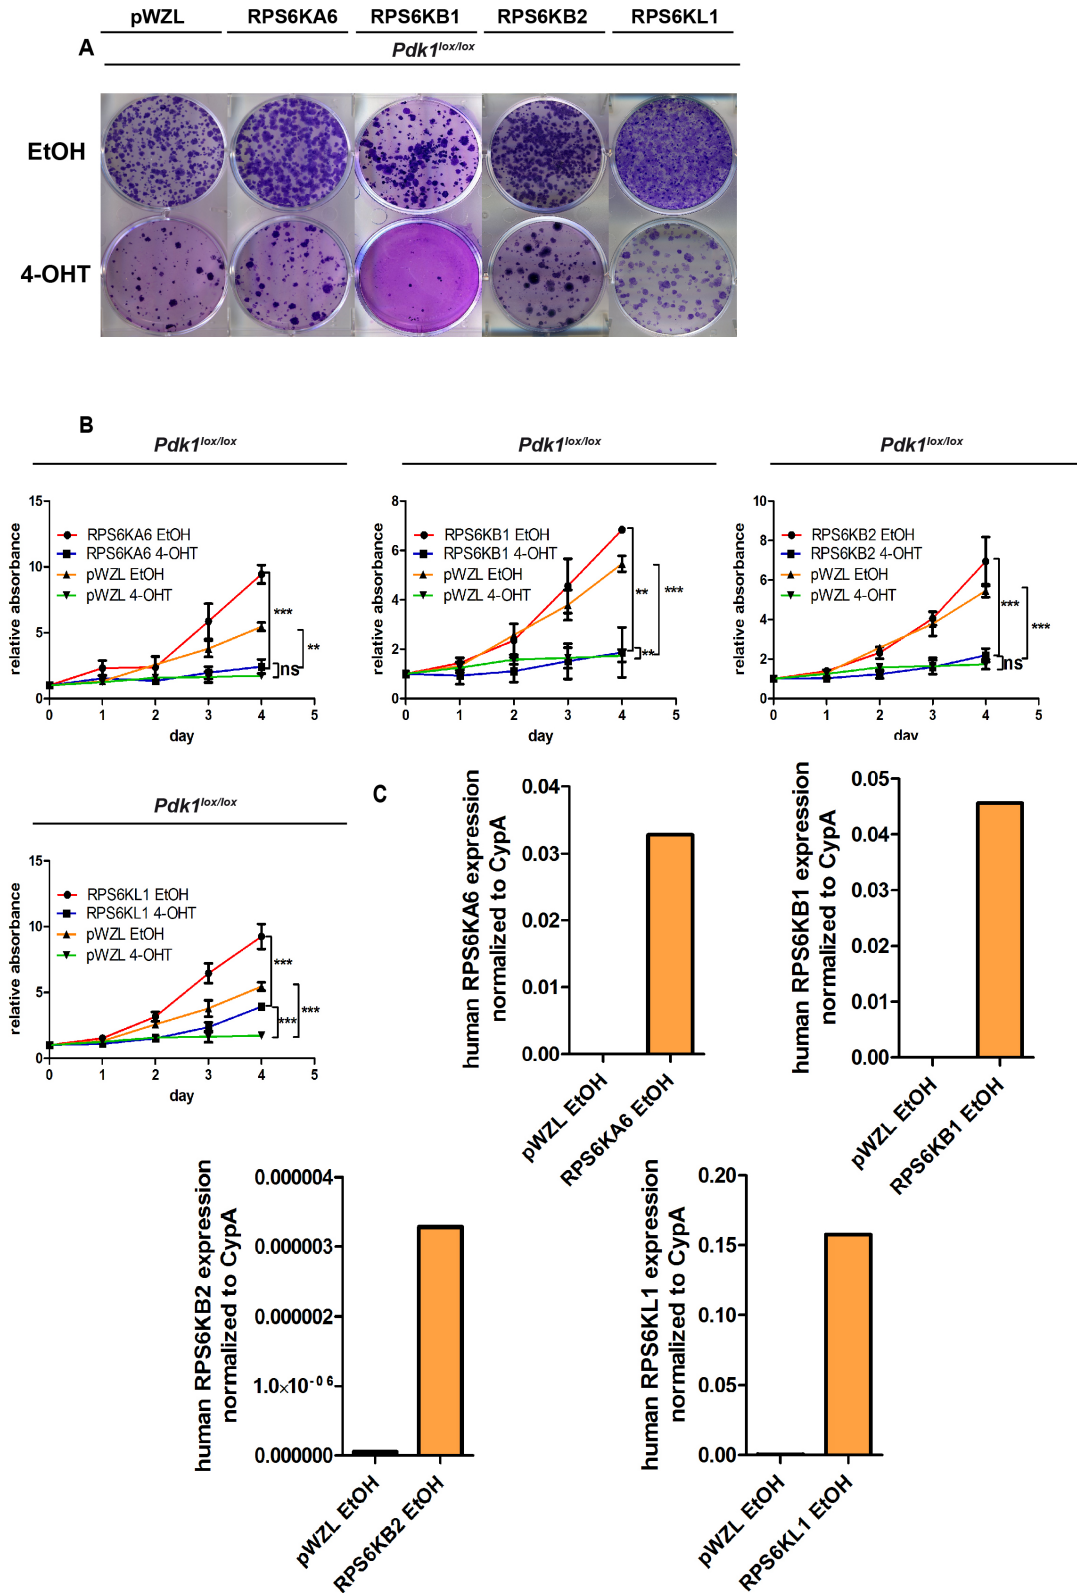 pWZL RPS6KA6 RPS6KB1 RPS6KB2 RPS6KL1
A
Pdk1lox/lox
EtOH
4-OHT
B
Pdk1lox/lox Pdk1lox/lox Pdk1lox/lox
relative absorbance
15
10
5
0
RPS6KA6 EtOH
RPS6KA6 4-OHT
pWZL EtOH
pWZL 4-OHT
***
**
ns
0 1 2 3 4 5
day
relative absorbance
8
6
4
2
0
RPS6KB1 EtOH
RPS6KB1 4-OHT
pWZL EtOH
pWZL 4-OHT
**
***
**
0 1 2 3 4 5
day
relative absorbance
10
8
6
4
2
0
RPS6KB2 EtOH
RPS6KB2 4-OHT
pWZL EtOH
pWZL 4-OHT
***
***
ns
0 1 2 3 4 5
day
Pdk1lox/lox
relative absorbance
15
10
5
0
RPS6KL1 EtOH
RPS6KL1 4-OHT
pWZL EtOH
pWZL 4-OHT
***
***
***
0 1 2 3 4 5
day
C
human RPS6KA6 expression
normalized to CypA
0.04
0.03
0.02
0.01
0.00
pWZL EtOH
RPS6KA6 EtOH
human RPS6KB1 expression
normalized to CypA
0.05
0.04
0.03
0.02
0.01
0.00
pWZL EtOH
RPS6KB1 EtOH
human RPS6KB2 expression
normalized to CypA
0.000004
0.000003
0.000002
1.0×10-06
0.000000
pWZL EtOH
RPS6KB2 EtOH
human RPS6KL1 expression
normalized to CypA
0.20
0.15
0.10
0.05
0.00
pWZL EtOH
RPS6KL1 EtOH